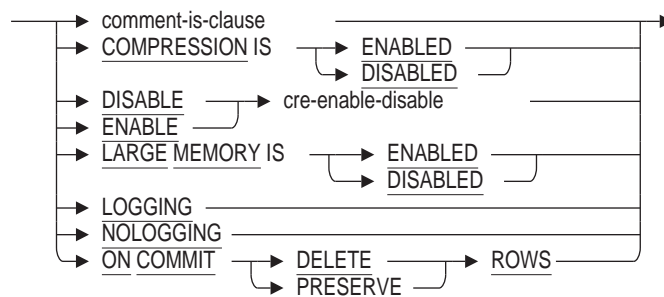 comment-is-clause
COMPRESSION IS ENABLED
DISABLED
DISABLE cre-enable-disable
ENABLE
LARGE MEMORY IS ENABLED
DISABLED
LOGGING
NOLOGGING
ON COMMIT DELETE ROWS
PRESERVE